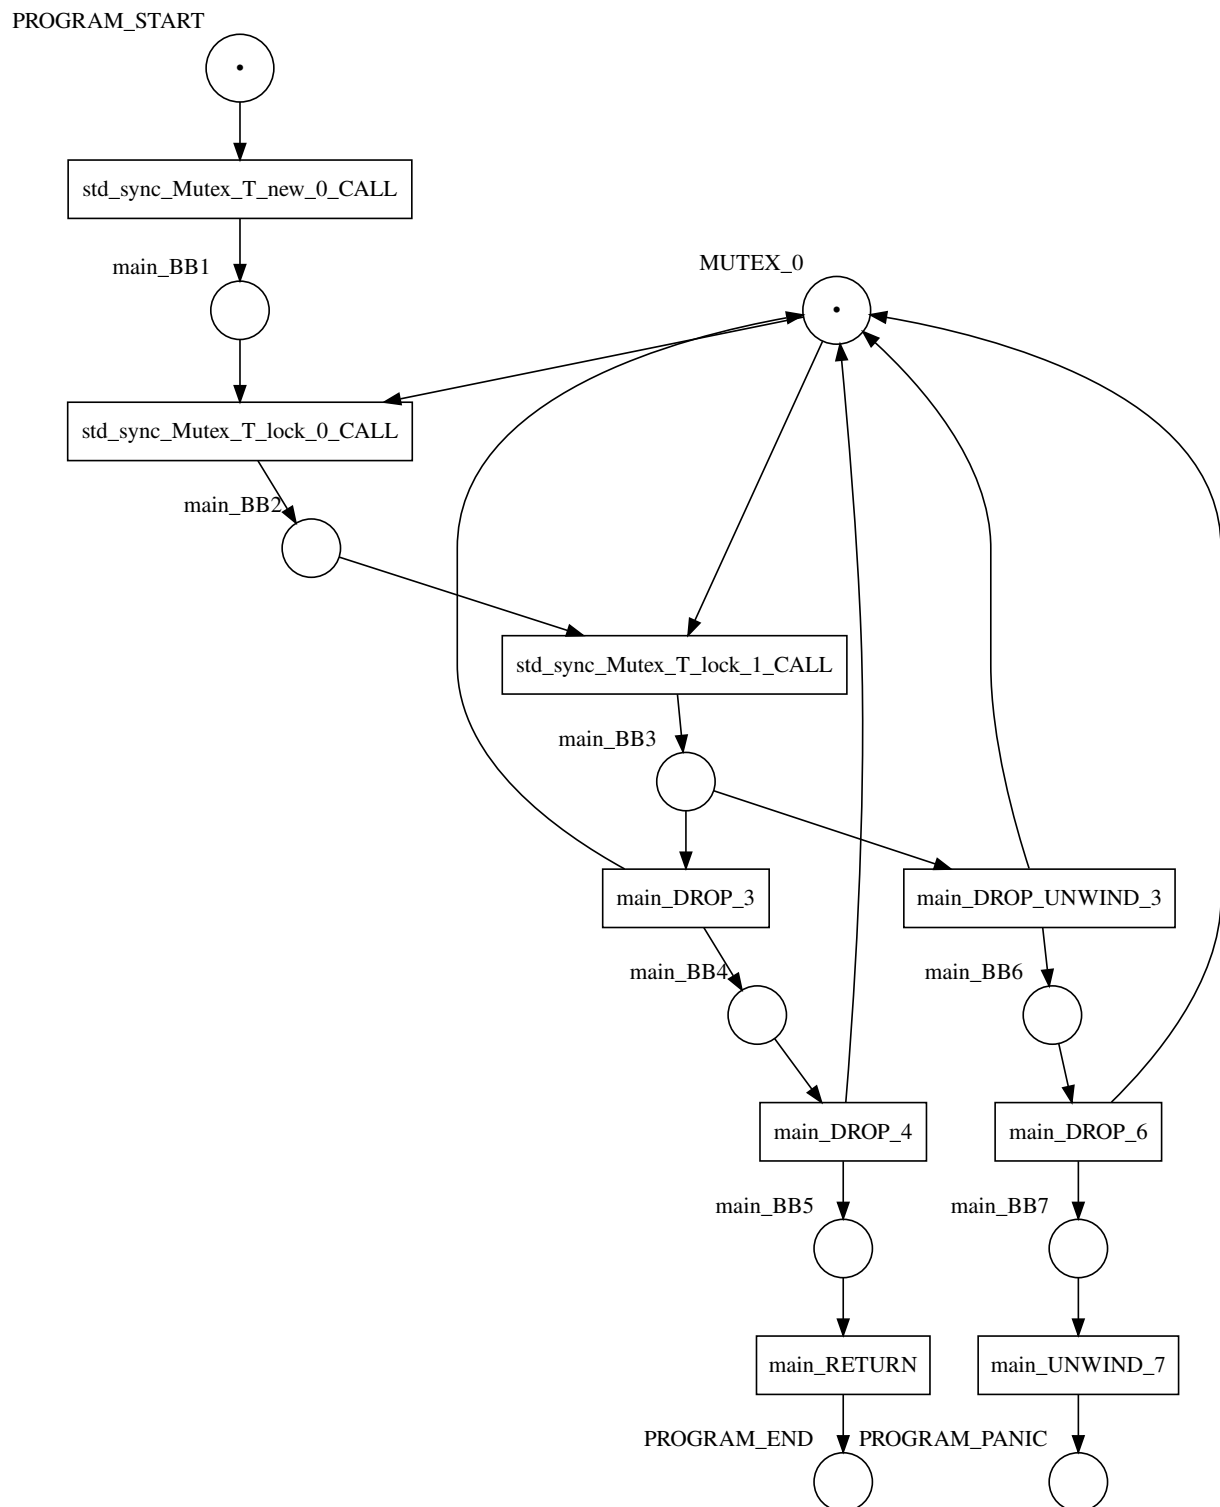 PROGRAM_START
std_sync_Mutex_T_new_0_CALL
main_BB1
MUTEX_0
std_sync_Mutex_T_lock_0_CALL
main_BB2
std_sync_Mutex_T_lock_1_CALL
main_BB3
main_DROP_3
main_DROP_UNWIND_3
main_BB4
main_BB6
main_DROP_4
main_DROP_6
main_BB5
main_BB7
main_RETURN
main_UNWIND_7
PROGRAM_END
PROGRAM_PANIC